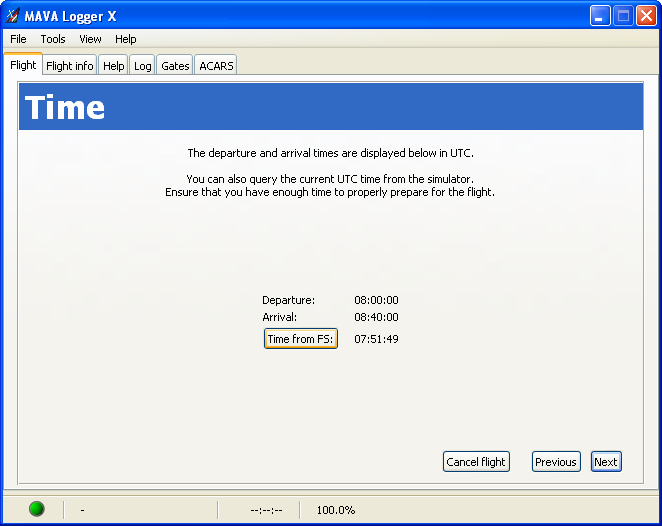 MAVA Logger X
File Tools View Help
Flight Flight info Help Log Gates ACARS
Time
The departure and arrival times are displayed below in UTC.
You can also query the current UTC time from the simulator.
Ensure that you have enough time to properly prepare for the flight.
Departure: 08:00:00
Arrival: 08:40:00
Time from FS: 07:51:49
Cancel flight Previous Next
- --:--:-- 100.0%